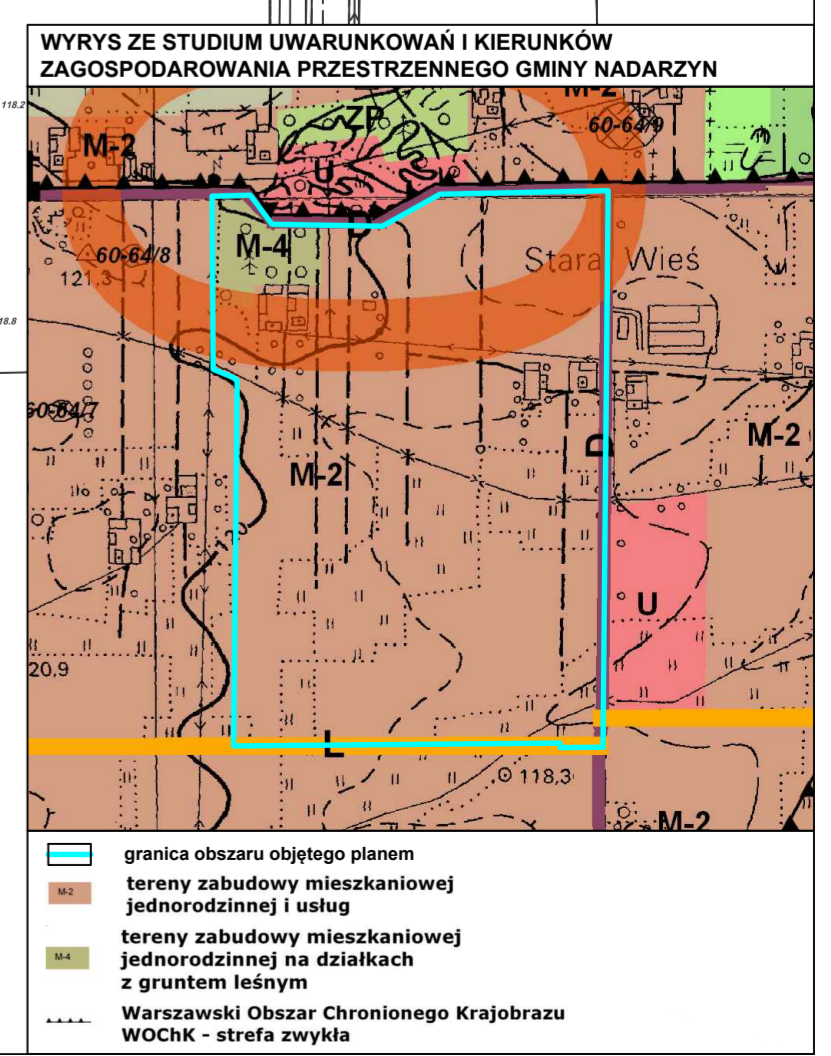 WYRYS ZE STUDIUM UWARUNKOWAŃ I KIERUNKÓW
ZAGOSPODAROWANIA PRZESTRZENNEGO GMINY NADARZYN
118.2
M-2
ZP
M-2
60-64/9
U
D
M-4
60-64/8
121,3
Stara Wieś
18.8
60-64/7
M-2
D
M-2
120
U
20,9
L
118,3
M-2
granica obszaru objętego planem
M-2
tereny zabudowy mieszkaniowej
jednorodzinnej i usług
M-4
tereny zabudowy mieszkaniowej
jednorodzinnej na działkach
z gruntem leśnym
Warszawski Obszar Chronionego Krajobrazu
WOChK - strefa zwykła